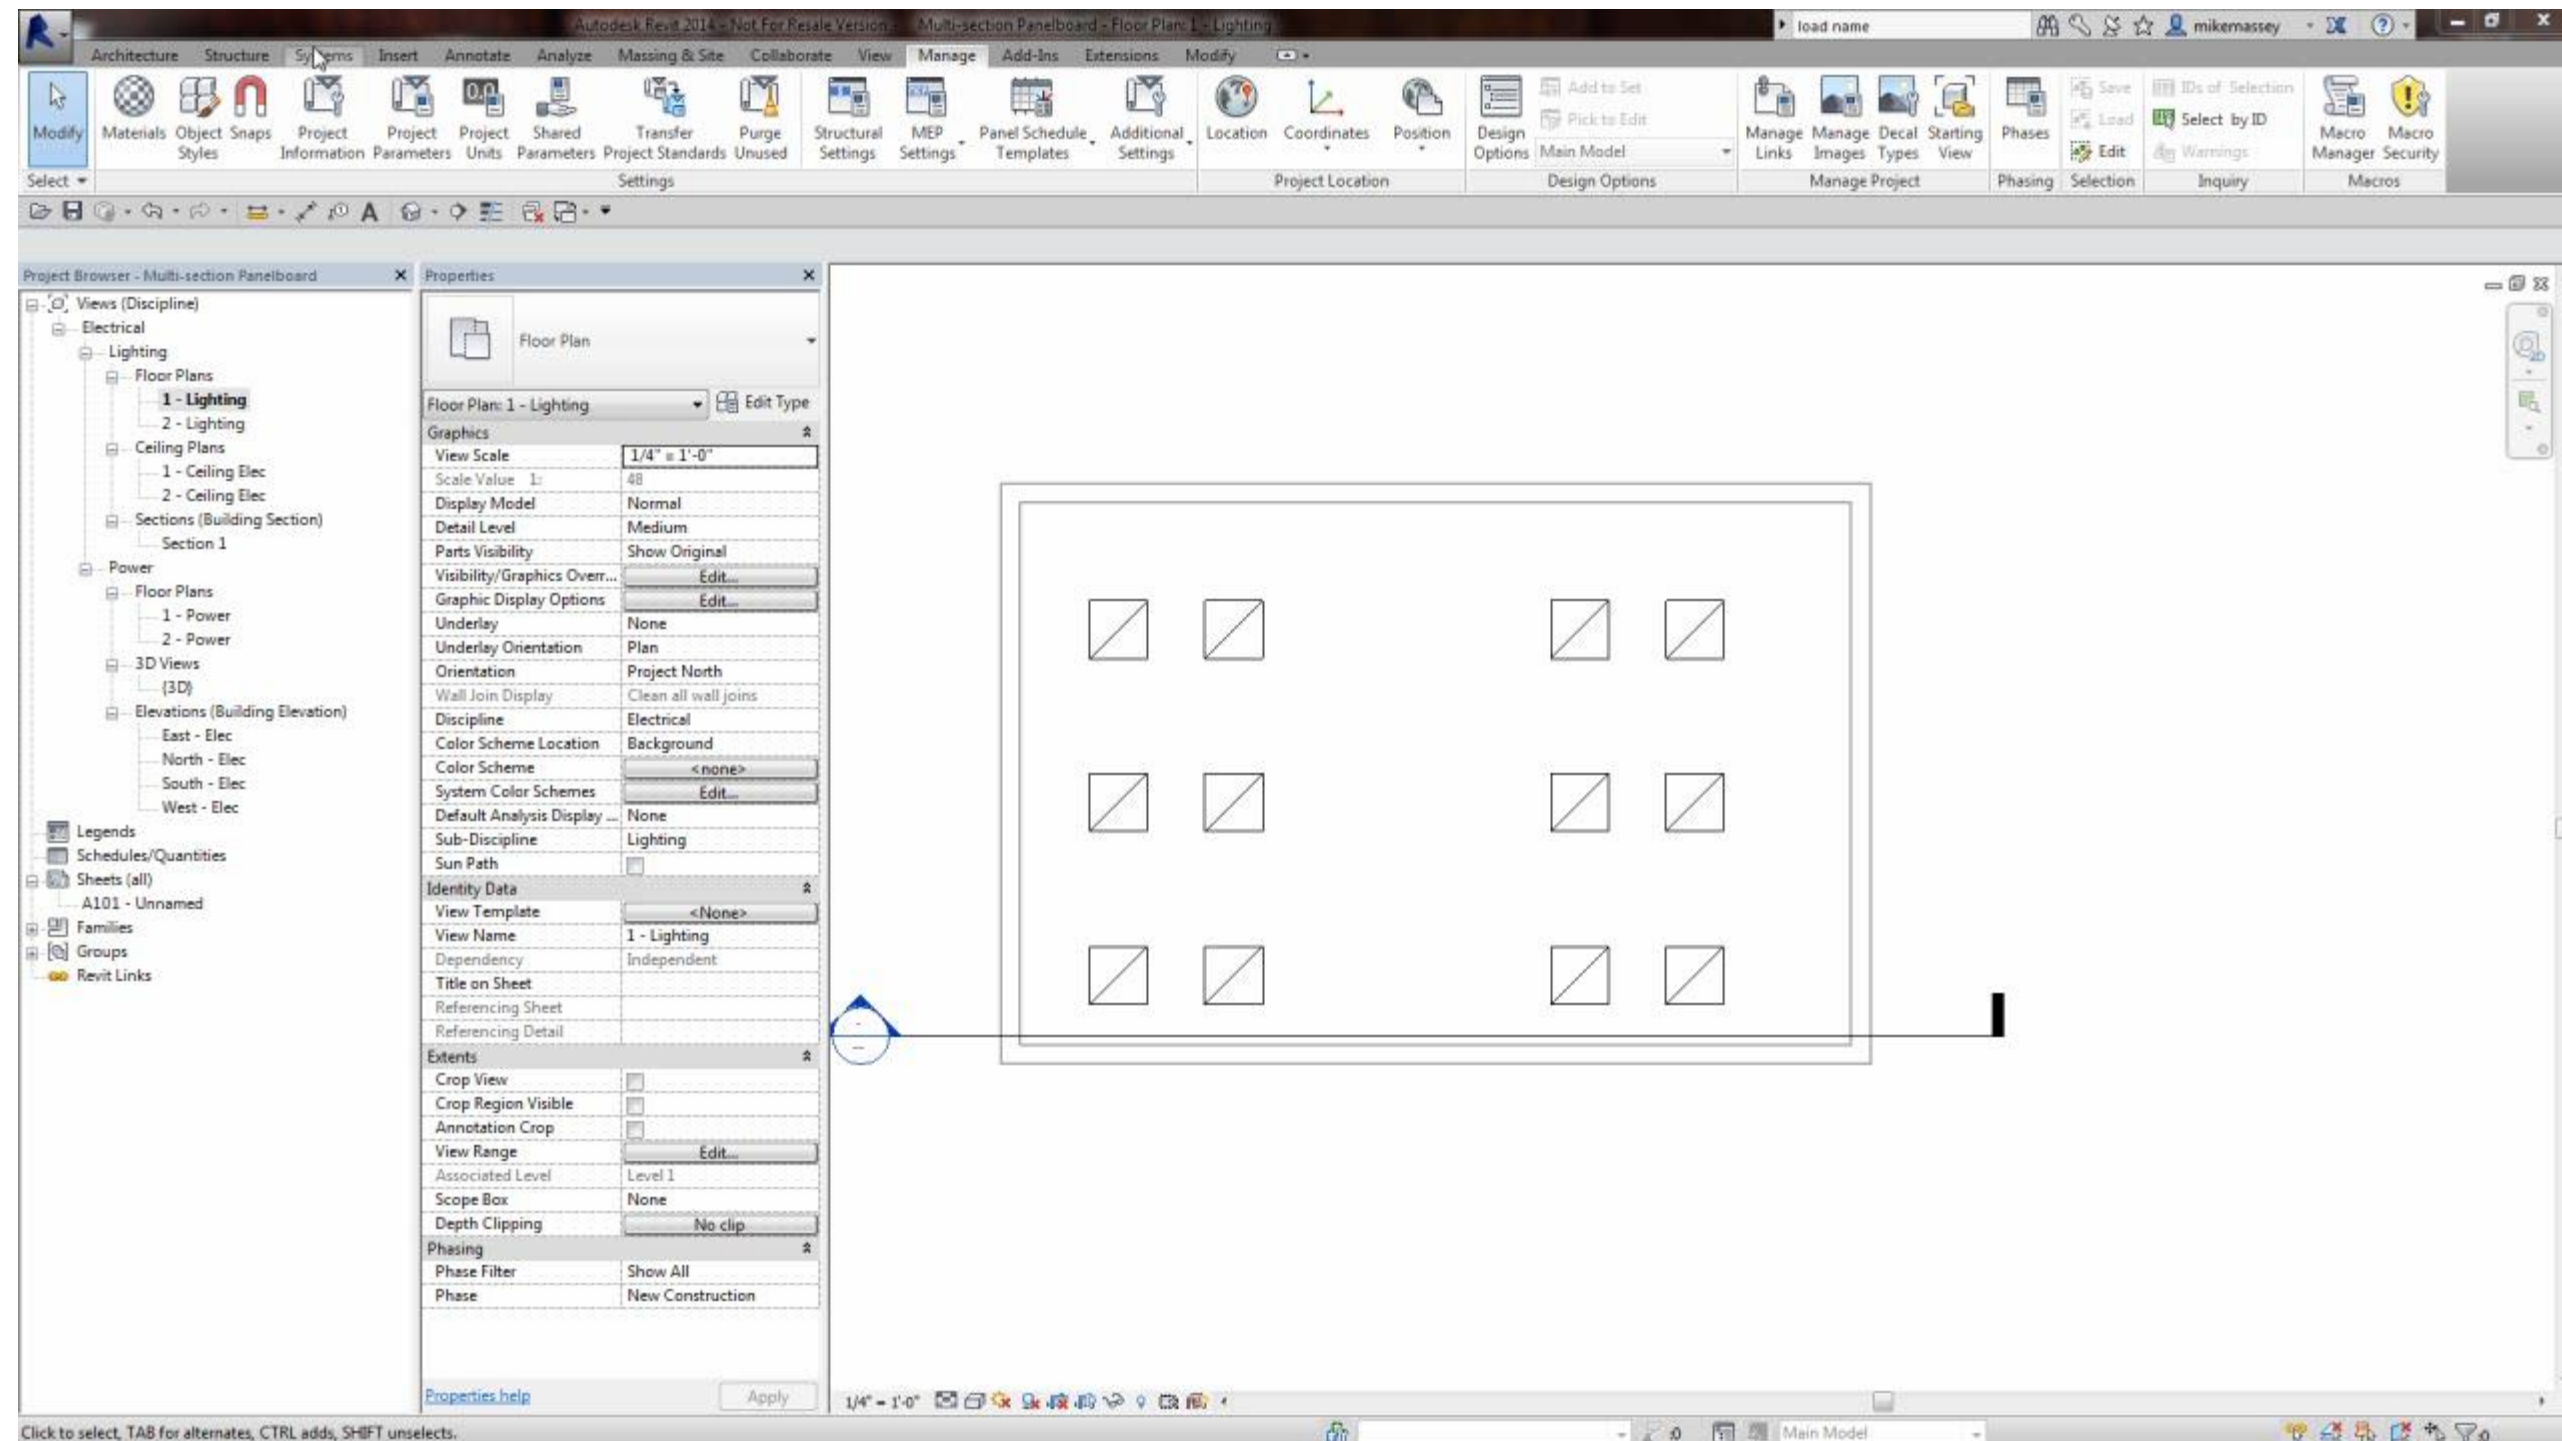 Autodesk Revit 2014 - Not For Resale Version - Multi-section Panelboard - Floor Plan: 1 - Lighting
load name
mikemassey
Architecture Structure Systems Insert Annotate Analyze Massing & Site Collaborate View Manage Add-Ins Extensions Modify
Modify
Materials
Object Styles
Snaps
Project Information
Project Parameters
Project Units
Shared Parameters
Transfer Project Standards
Purge Unused
Structural Settings
MEP Settings
Panel Schedule Templates
Additional Settings
Location
Coordinates
Position
Design Options
Add to Set
Pick to Edit
Main Model
Manage Links
Manage Images
Decal Types
Starting View
Phases
Save
Load
Edit
IDs of Selection
Select by ID
Warnings
Macro Manager
Macro Security
Select
Settings
Project Location
Design Options
Manage Project
Phasing
Selection
Inquiry
Macros
Project Browser - Multi-section Panelboard
Views (Discipline)
Electrical
Lighting
Floor Plans
1 - Lighting
2 - Lighting
Ceiling Plans
1 - Ceiling Elec
2 - Ceiling Elec
Sections (Building Section)
Section 1
Power
Floor Plans
1 - Power
2 - Power
3D Views
{3D}
Elevations (Building Elevation)
East - Elec
North - Elec
South - Elec
West - Elec
Legends
Schedules/Quantities
Sheets (all)
A101 - Unnamed
Families
Groups
Revit Links
Properties
Floor Plan
Floor Plan: 1 - Lighting Edit Type
Graphics
View Scale 1/4" = 1'-0"
Scale Value 1: 48
Display Model Normal
Detail Level Medium
Parts Visibility Show Original
Visibility/Graphics Overr... Edit...
Graphic Display Options Edit...
Underlay None
Underlay Orientation Plan
Orientation Project North
Wall Join Display Clean all wall joins
Discipline Electrical
Color Scheme Location Background
Color Scheme <none>
System Color Schemes Edit...
Default Analysis Display ... None
Sub-Discipline Lighting
Sun Path
Identity Data
View Template <None>
View Name 1 - Lighting
Dependency Independent
Title on Sheet
Referencing Sheet
Referencing Detail
Extents
Crop View
Crop Region Visible
Annotation Crop
View Range Edit...
Associated Level Level 1
Scope Box None
Depth Clipping No clip
Phasing
Phase Filter Show All
Phase New Construction
Properties help Apply
1/4" = 1'-0"
Click to select, TAB for alternates, CTRL adds, SHIFT unselects.
:0
Main Model
:0